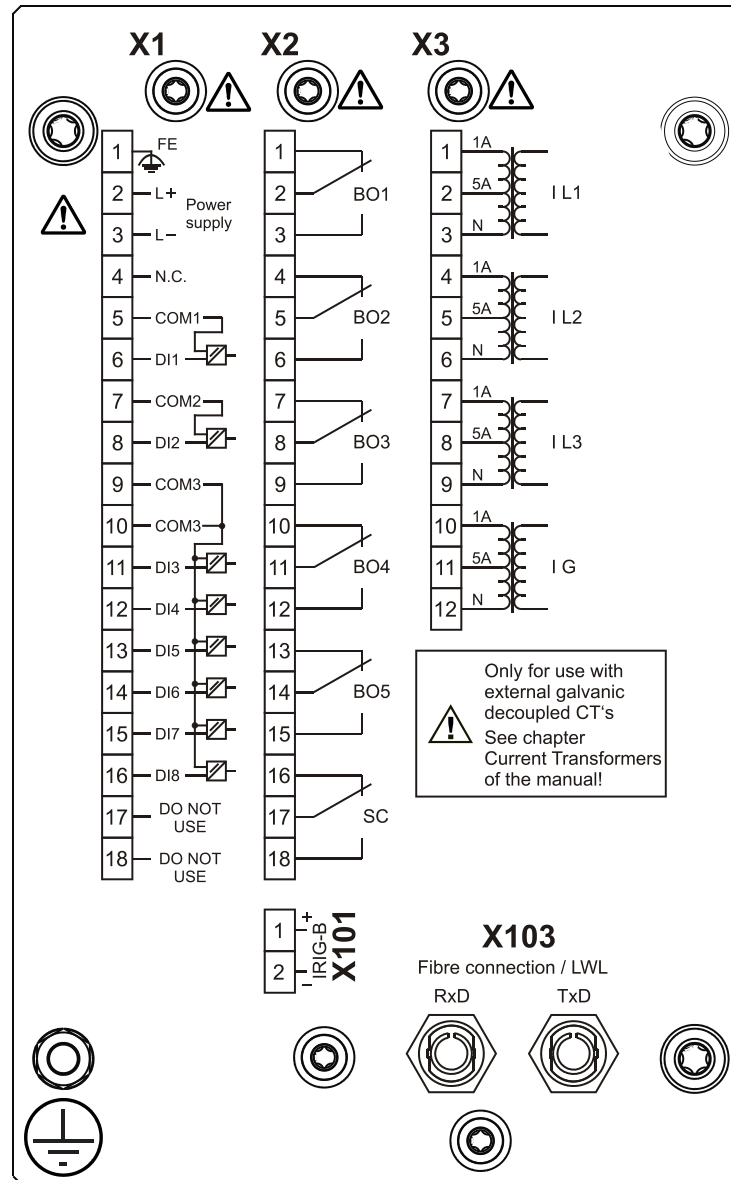 X1
X2
X3
1 FE
2 L+
Power
supply
3 L–
4 N.C.
5 COM1
6 DI1
7 COM2
8 DI2
9 COM3
10 COM3
11 DI3
12 DI4
13 DI5
14 DI6
15 DI7
16 DI8
17 DO NOT
USE
18 DO NOT
USE
1
2 BO1
3
4
5 BO2
6
7
8 BO3
9
10
11 BO4
12
13
14 BO5
15
16
17 SC
18
1 1A
2 5A I L1
3 N
4 1A
5 5A I L2
6 N
7 1A
8 5A I L3
9 N
10 1A
11 5A I G
12 N
Only for use with
external galvanic
decoupled CT‘s
See chapter
Current Transformers
of the manual!
1 +
2 –
IRIG-B
X101
X103
Fibre connection / LWL
RxD TxD